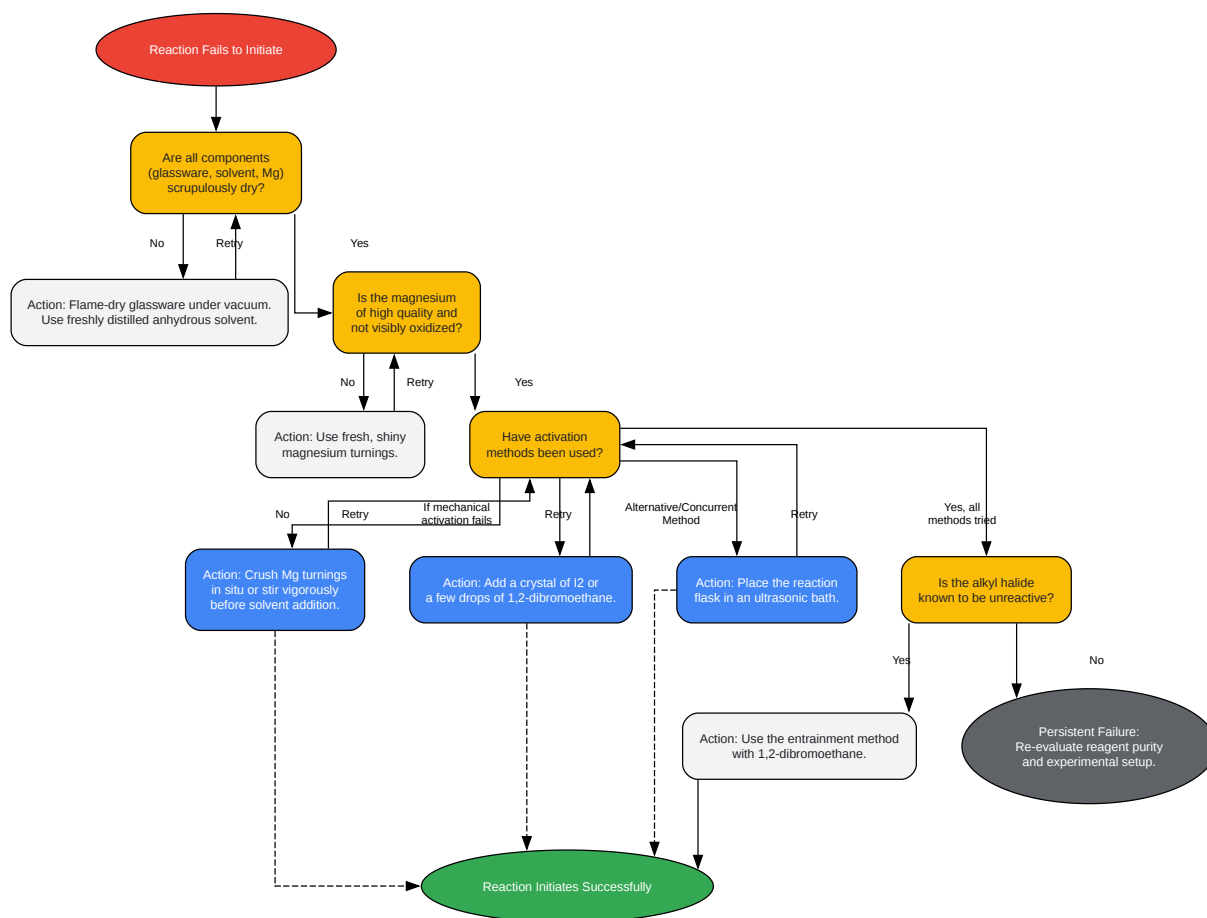 Reaction Fails to Initiate
Are all components
(glassware, solvent, Mg)
scrupulously dry?
No
Retry
Yes
Action: Flame-dry glassware under vacuum.
Use freshly distilled anhydrous solvent.
Is the magnesium
of high quality and
not visibly oxidized?
No
Retry
Yes
Action: Use fresh, shiny
magnesium turnings.
Have activation
methods been used?
No
Retry
If mechanical
activation fails
Retry
Alternative/Concurrent
Method
Retry
Yes, all
methods tried
Action: Crush Mg turnings
in situ or stir vigorously
before solvent addition.
Action: Add a crystal of I2 or
a few drops of 1,2-dibromoethane.
Action: Place the reaction
flask in an ultrasonic bath.
Is the alkyl halide
known to be unreactive?
Yes
No
Action: Use the entrainment method
with 1,2-dibromoethane.
Persistent Failure:
Re-evaluate reagent purity
and experimental setup.
Reaction Initiates Successfully